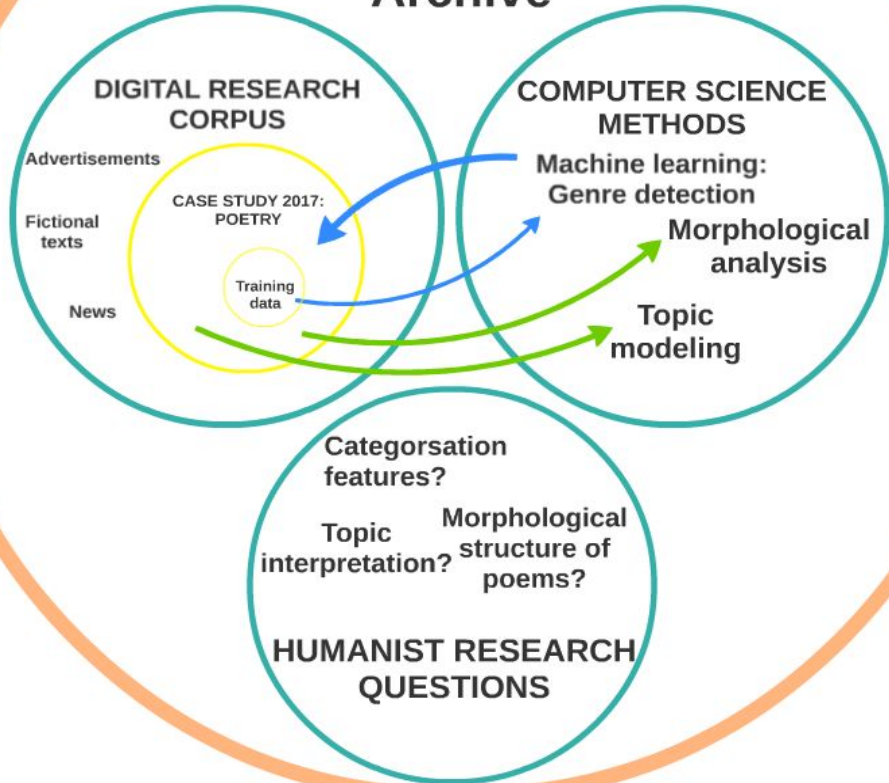 Archive
DIGITAL RESEARCH
CORPUS
Advertisements
CASE STUDY 2017:
POETRY
Fictional
texts
Training
data
News
COMPUTER SCIENCE
METHODS
Machine learning:
Genre detection
Morphological
analysis
Topic
modeling
Categorsation
features?
Topic
interpretation?
Morphological
structure of
poems?
HUMANIST RESEARCH
QUESTIONS